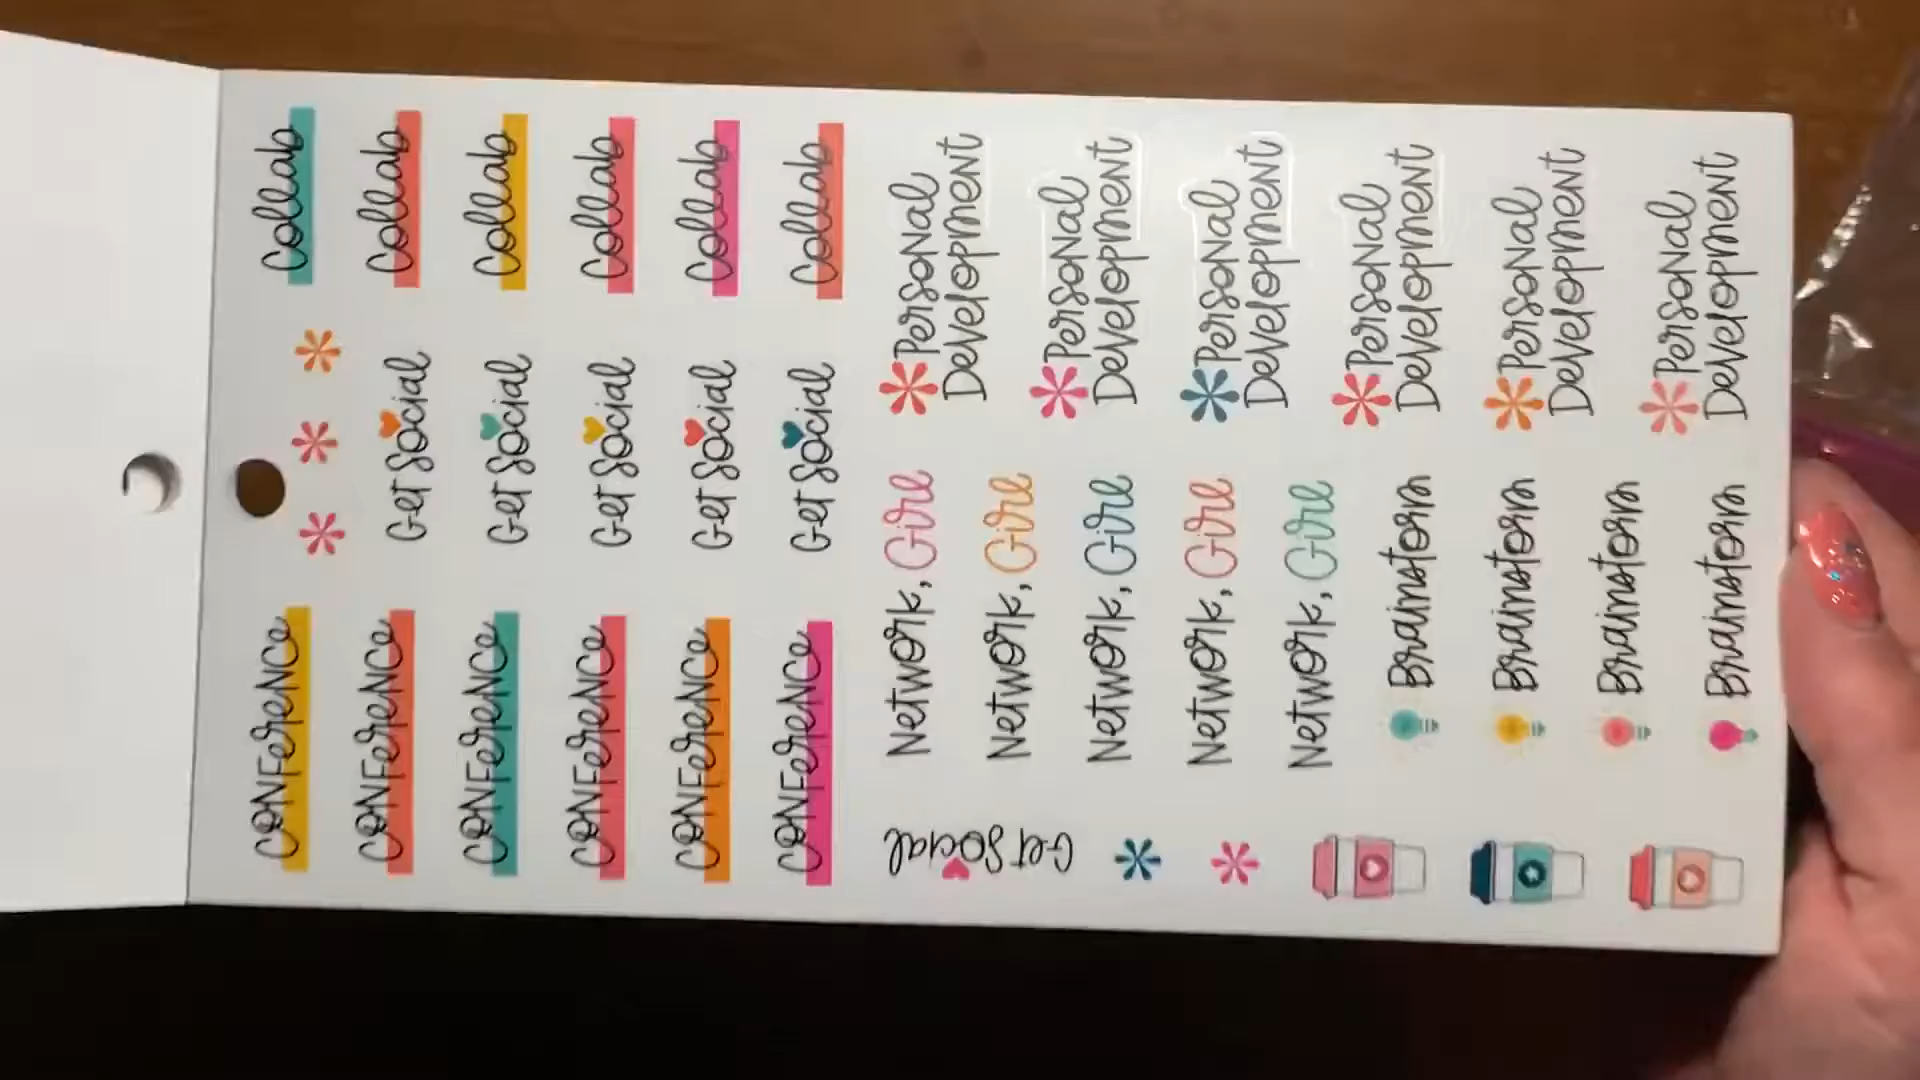 Collab
Collab
Collab
Collab
Collab
Collab
Personal
Development
Personal
Development
Personal
Development
Personal
Development
Personal
Development
Personal
Development
Get Social
Get Social
Get Social
Get Social
Get Social
Network, Girl
Network, Girl
Network, Girl
Network, Girl
Network, Girl
Brainstorm
Brainstorm
Brainstorm
Brainstorm
Conference
Conference
Conference
Conference
Conference
Conference
Get Social